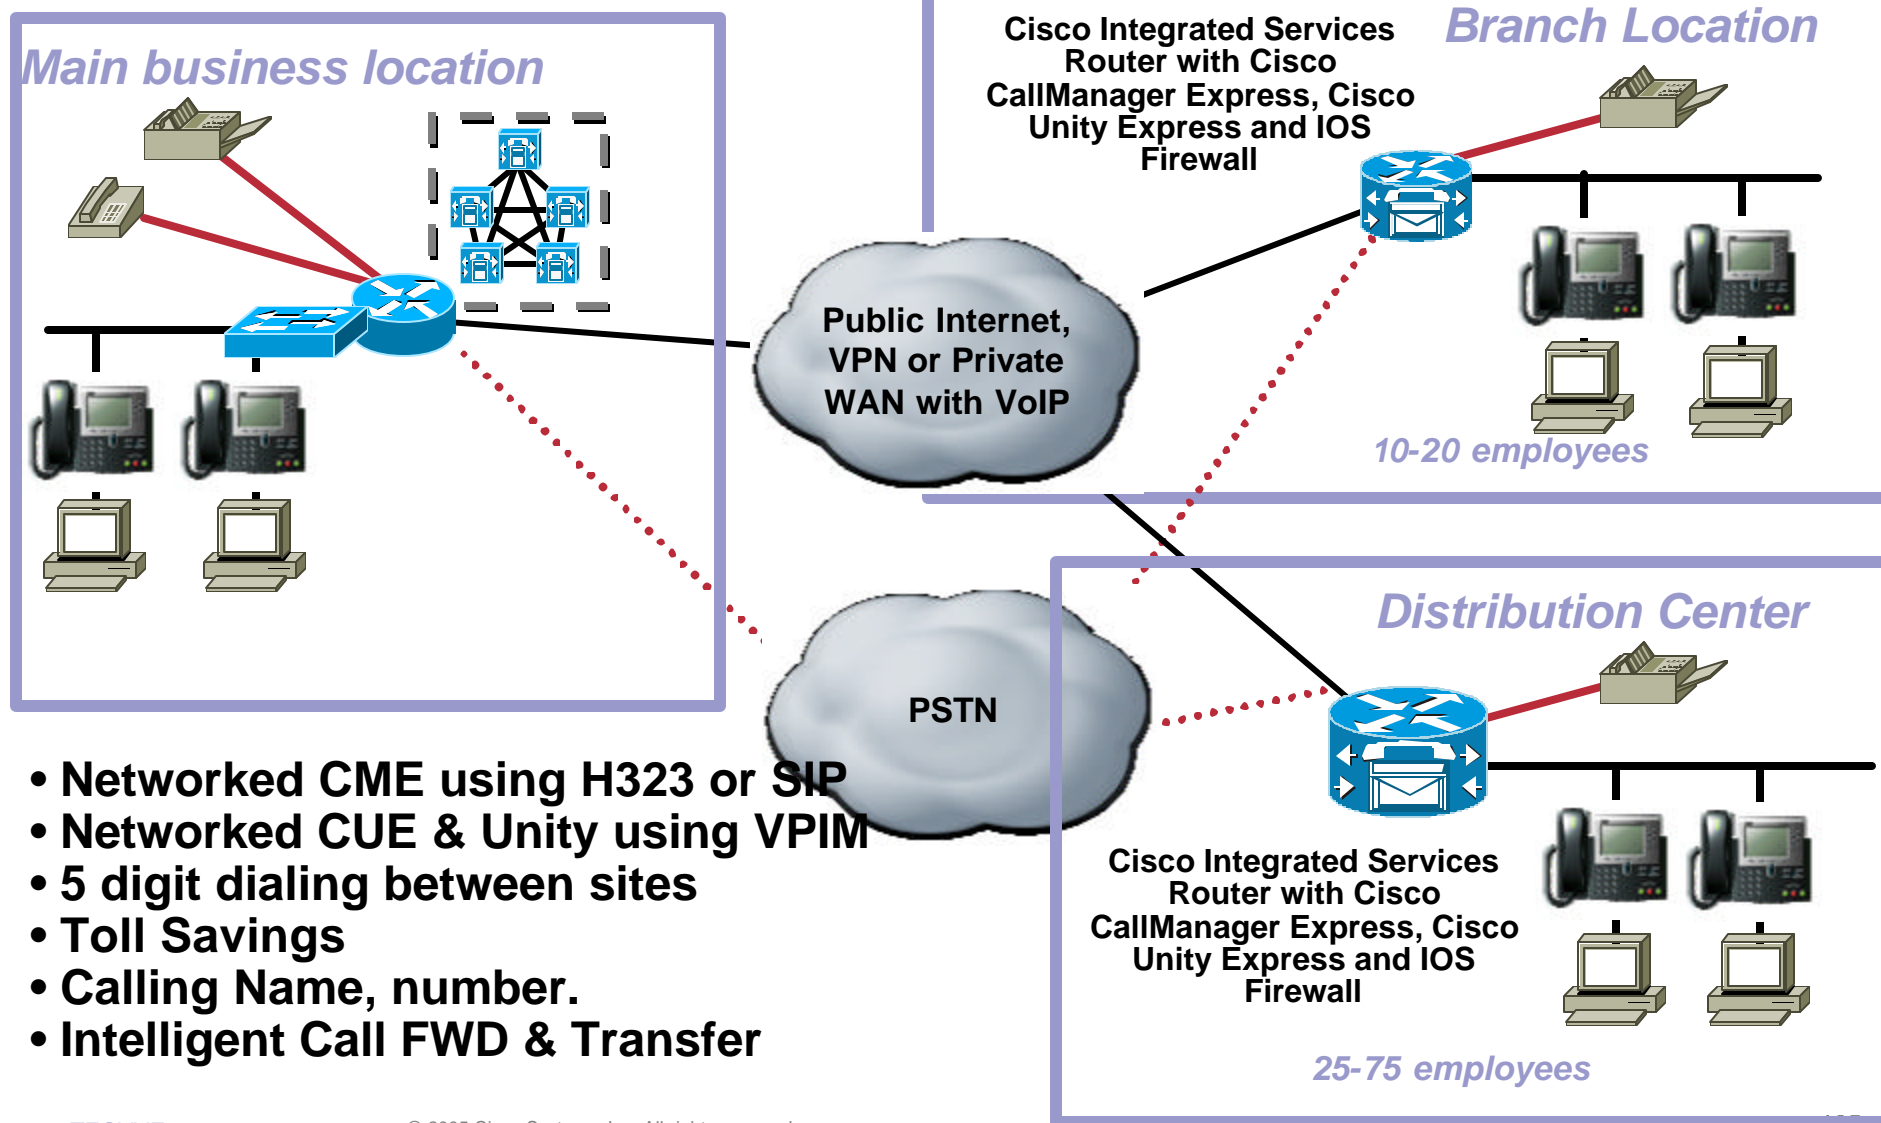 Main business location
Cisco Integrated Services
Router with Cisco
CallManager Express, Cisco
Unity Express and IOS
Firewall
Branch Location
Public Internet,
VPN or Private
WAN with VoIP
10-20 employees
PSTN
Distribution Center
Cisco Integrated Services
Router with Cisco
CallManager Express, Cisco
Unity Express and IOS
Firewall
25-75 employees
• Networked CME using H323 or SIP
• Networked CUE & Unity using VPIM
• 5 digit dialing between sites
• Toll Savings
• Calling Name, number.
• Intelligent Call FWD & Transfer